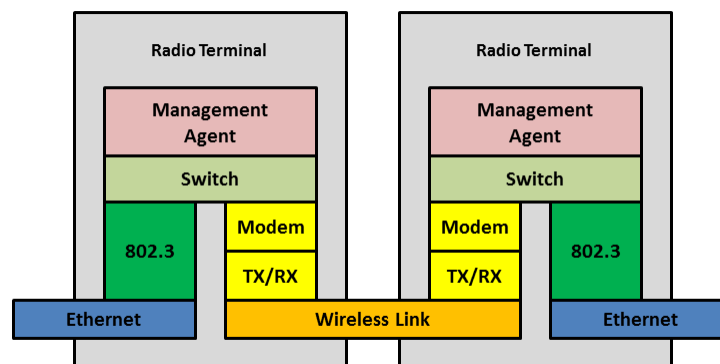 Radio Terminal
Radio Terminal
Management
Agent
Management
Agent
Switch
Switch
802.3
Modem
Modem
802.3
TX/RX
TX/RX
Ethernet
Wireless Link
Ethernet